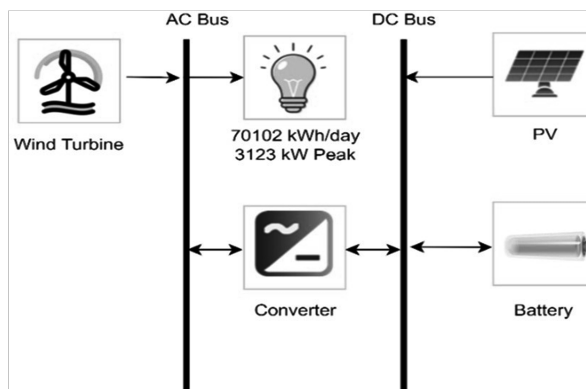 AC Bus
DC Bus
Wind Turbine
70102 kWh/day
3123 kW Peak
PV
Converter
Battery